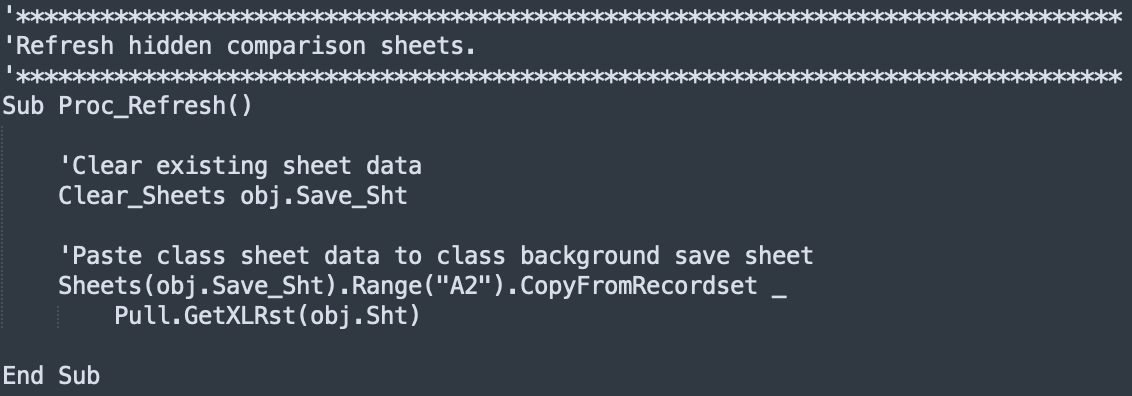 '*******************************************************************************
'Refresh hidden comparison sheets.
'*******************************************************************************
Sub Proc_Refresh()
'Clear existing sheet data
Clear_Sheets obj.Save_Sht
'Paste class sheet data to class background save sheet
Sheets(obj.Save_Sht).Range("A2").CopyFromRecordset _
Pull.GetXLRst(obj.Sht)
End Sub